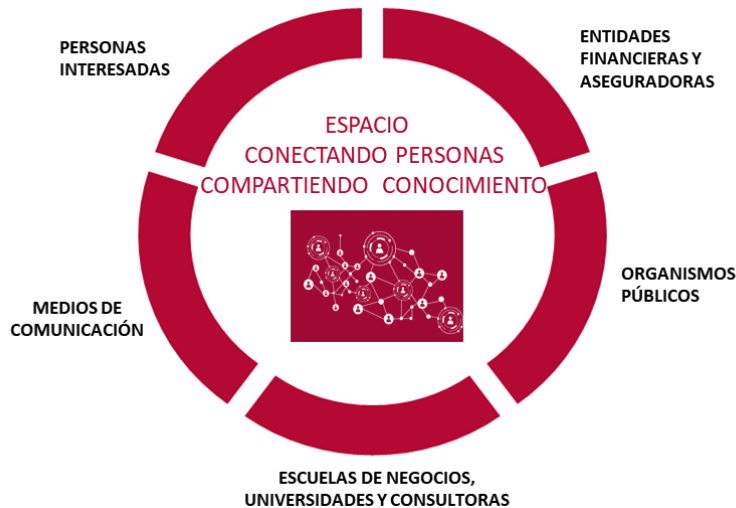 PERSONAS
INTERESADAS
ENTIDADES
FINANCIERAS Y
ASEGURADORAS
ESPACIO
CONECTANDO PERSONAS
COMPARTIENDO CONOCIMIENTO
ORGANISMOS
PÚBLICOS
MEDIOS DE
COMUNICACIÓN
ESCUELAS DE NEGOCIOS,
UNIVERSIDADES Y CONSULTORAS